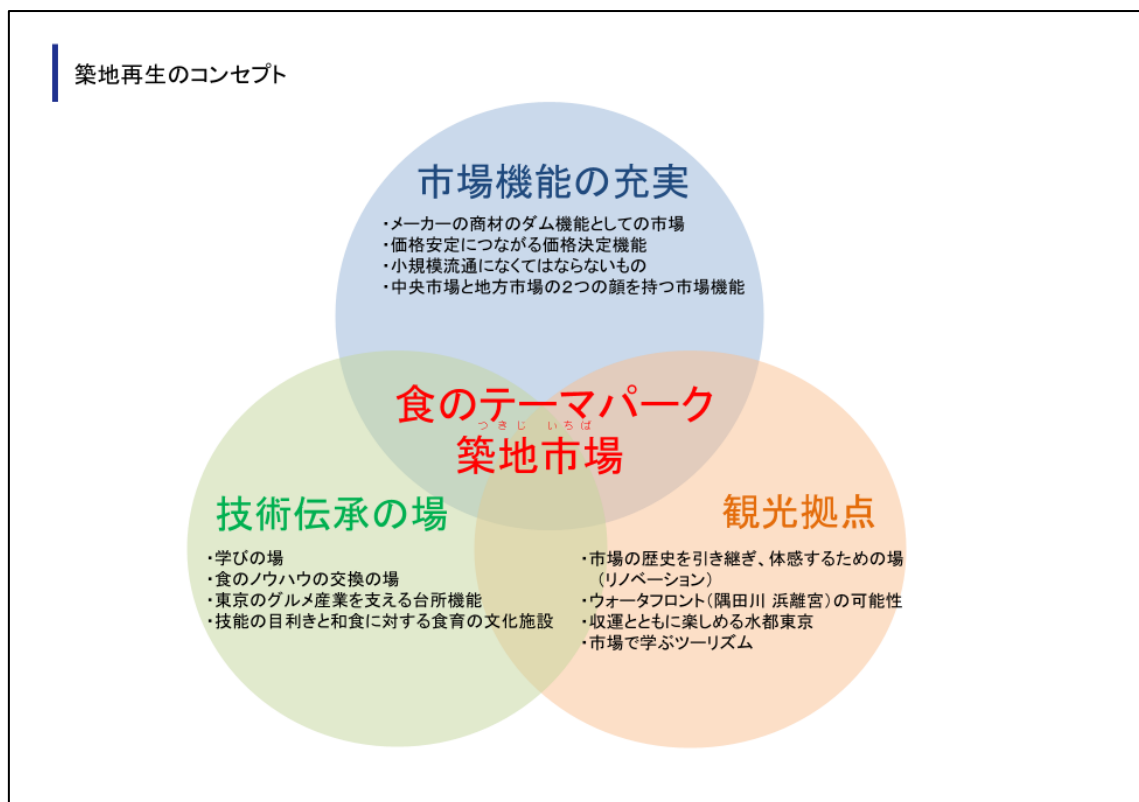 築地再生のコンセプト
市場機能の充実
・メーカーの商材のダム機能としての市場
・価格安定につながる価格決定機能
・小規模流通になくてはならないもの
・中央市場と地方市場の2つの顔を持つ市場機能
食のテーマパーク
つきじ いちば
築地市場
技術伝承の場
・学びの場
・食のノウハウの交換の場
・東京のグルメ産業を支える台所機能
・技能の目利きと和食に対する食育の文化施設
観光拠点
・市場の歴史を引き継ぎ、体感するための場
(リノベーション)
・ウォータフロント(隅田川 浜離宮)の可能性
・収運とともに楽しめる水都東京
・市場で学ぶツーリズム